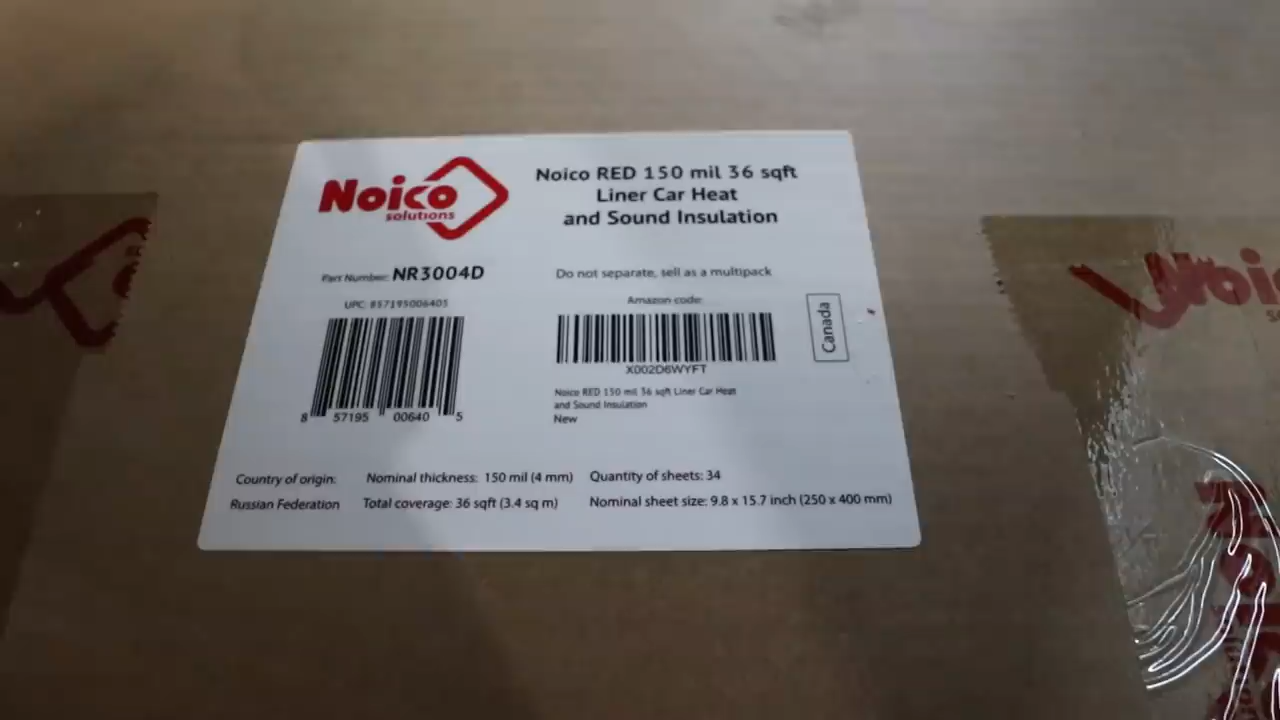 Noico
solutions
Noico RED 150 mil 36 sqft
Liner Car Heat
and Sound Insulation
Part Number: NR3004D
Do not separate, sell as a multipack
UPC: 857195006405
Amazon code:
Canada
X002D6WYFT
8 57195 00640 5
Noico RED 150 mil 36 sqft Liner Car Heat
and Sound Insulation
New
Country of origin:
Russian Federation
Nominal thickness: 150 mil (4 mm)
Total coverage: 36 sqft (3.4 sq m)
Quantity of sheets: 34
Nominal sheet size: 9.8 x 15.7 inch (250 x 400 mm)